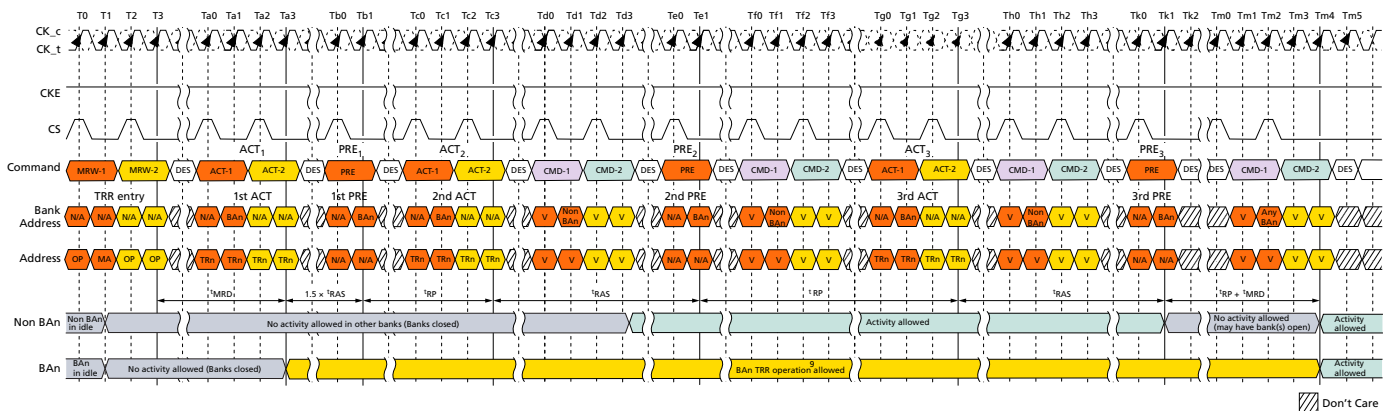 T0 T1 T2 T3 Ta0 Ta1 Ta2 Ta3 Tb0 Tb1 Tc0 Tc1 Tc2 Tc3 Td0 Td1 Td2 Td3 Te0 Te1 Tf0 Tf1 Tf2 Tf3 Tg0 Tg1 Tg2 Tg3 Th0 Th1 Th2 Th3 Tk0 Tk1 Tk2 Tm0 Tm1 Tm2 Tm3 Tm4 Tm5
CK_c
CK_t
CKE
CS
ACT1 PRE1 ACT2. PRE2 ACT3. PRE3
Command MRW-1 MRW-2 DES ACT-1 ACT-2 DES PRE DES ACT-1 ACT-2 DES CMD-1 CMD-2 DES PRE DES CMD-1 CMD-2 DES ACT-1 ACT-2 DES CMD-1 CMD-2 DES PRE DES DES CMD-1 CMD-2 DES
TRR entry 1st ACT 1st PRE 2nd ACT 2nd PRE 3rd ACT 3rd PRE
Bank Address N/A N/A N/A N/A N/A BAn N/A N/A N/A BAn N/A BAn N/A N/A V Non BAn V V N/A BAn V Non BAn V V N/A BAn N/A N/A V Non BAn V V N/A BAn V Any BAn V V
Address OP MA OP OP TRn TRn TRn TRn N/A N/A TRn TRn TRn TRn V V V V N/A N/A V V V V TRn TRn TRn TRn V V V V N/A N/A V V V V
tMRD 1.5 × tRAS tRP tRAS tRP tRAS tRP + tMRD
Non BAn Non BAn in idle No activity allowed in other banks (Banks closed) Activity allowed No activity allowed (may have bank(s) open) Activity allowed
BAn BAn in idle No activity allowed (Banks closed) BAn TRR operation allowed 9 Activity allowed
Don't Care